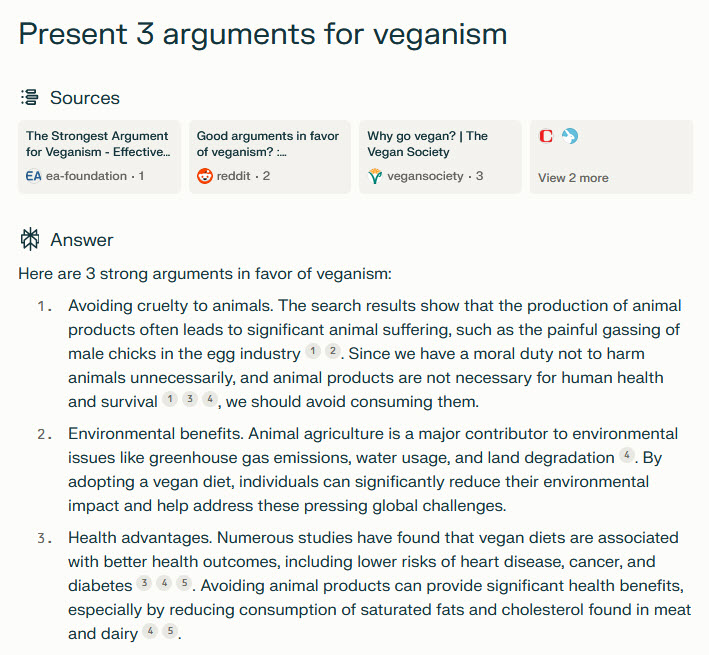 Present 3 arguments for veganism
Sources
The Strongest Argument
for Veganism - Effective...
EA ea-foundation · 1
Good arguments in favor
of veganism? :...
reddit · 2
Why go vegan? | The
Vegan Society
vegansociety · 3
C
View 2 more
Answer
Here are 3 strong arguments in favor of veganism:
1. Avoiding cruelty to animals. The search results show that the production of animal
products often leads to significant animal suffering, such as the painful gassing of
male chicks in the egg industry 1 2. Since we have a moral duty not to harm
animals unnecessarily, and animal products are not necessary for human health
and survival 1 3 4, we should avoid consuming them.
2. Environmental benefits. Animal agriculture is a major contributor to environmental
issues like greenhouse gas emissions, water usage, and land degradation 4. By
adopting a vegan diet, individuals can significantly reduce their environmental
impact and help address these pressing global challenges.
3. Health advantages. Numerous studies have found that vegan diets are associated
with better health outcomes, including lower risks of heart disease, cancer, and
diabetes 3 4 5. Avoiding animal products can provide significant health benefits,
especially by reducing consumption of saturated fats and cholesterol found in meat
and dairy 4 5.